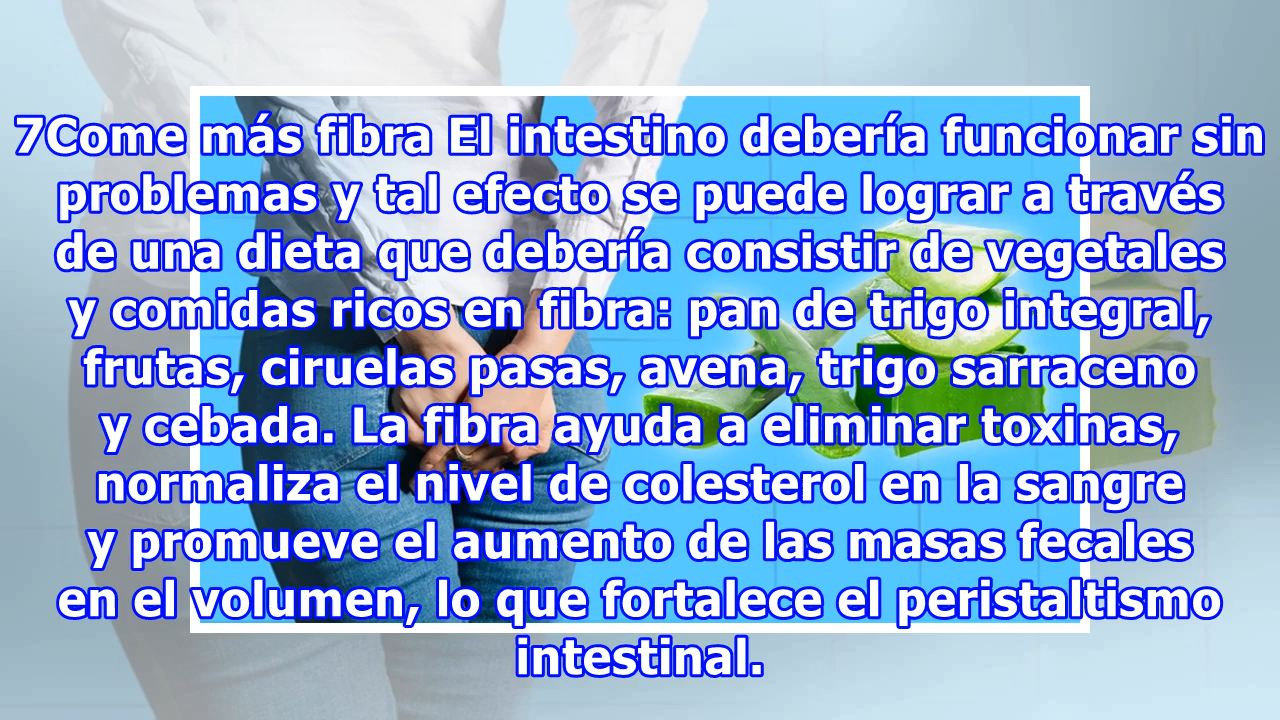 7Come más fibra El intestino debería funcionar sin
problemas y tal efecto se puede lograr a través
de una dieta que debería consistir de vegetales
y comidas ricos en fibra: pan de trigo integral,
frutas, ciruelas pasas, avena, trigo sarraceno
y cebada. La fibra ayuda a eliminar toxinas,
normaliza el nivel de colesterol en la sangre
y promueve el aumento de las masas fecales
en el volumen, lo que fortalece el peristaltismo
intestinal.